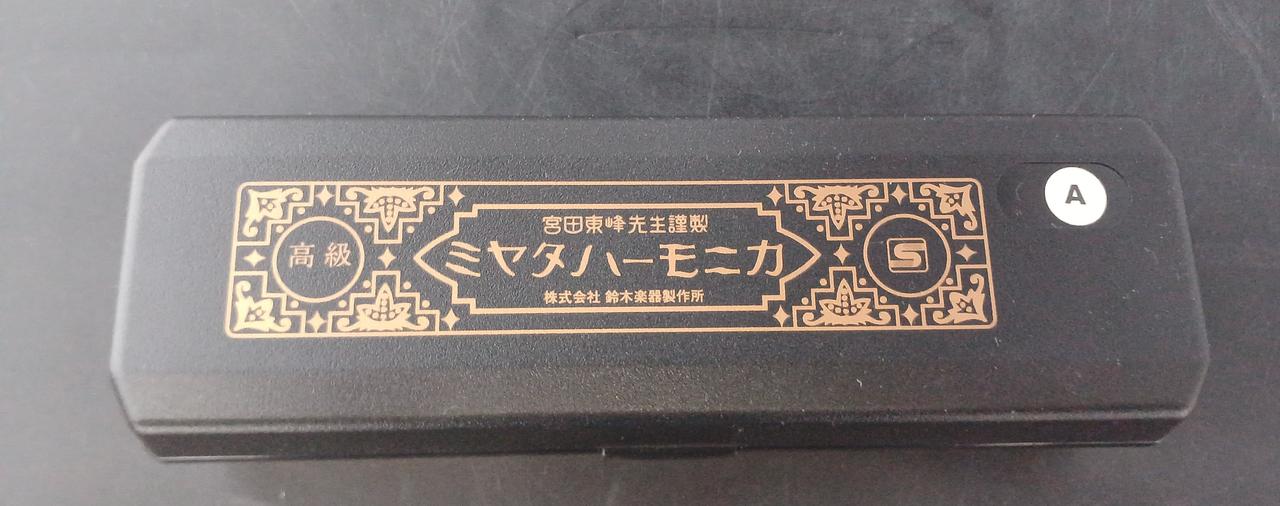 高級
宮田東峰先生謹製
ミヤタハーモニカ
株式会社 鈴木楽器製作所
S
A